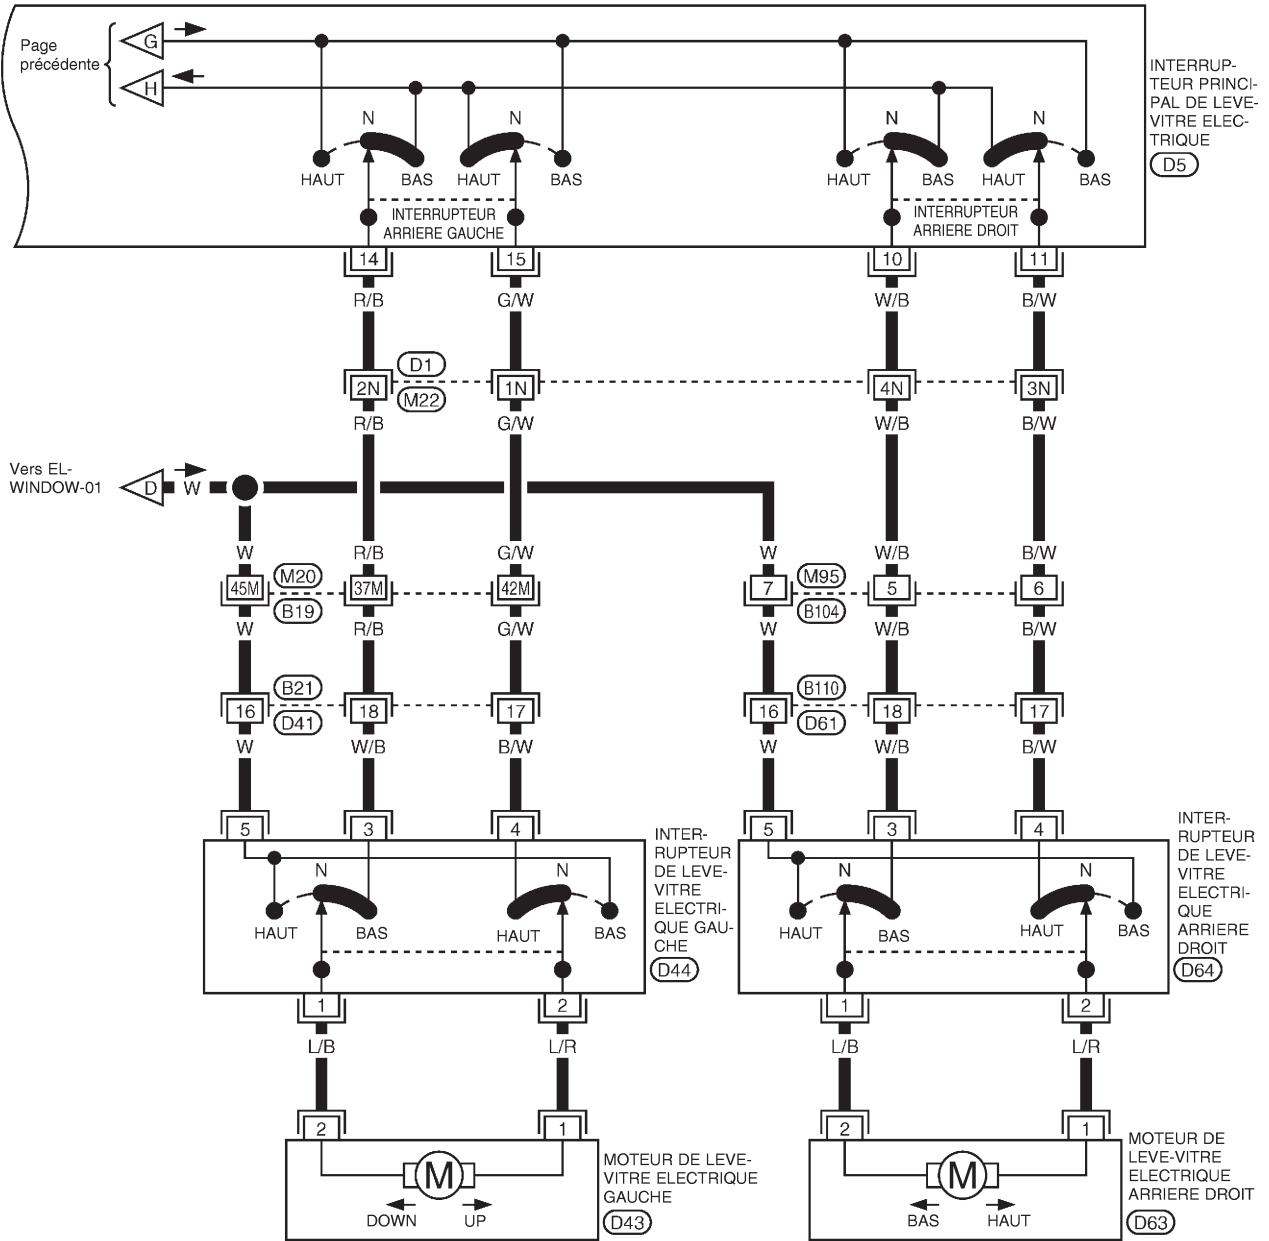 Page
précédente
G
H
INTERRUP-
TEUR PRINCI-
PAL DE LEVE-
VITRE ELEC-
TRIQUE
D5
N N N N
HAUT BAS HAUT BAS HAUT BAS HAUT BAS
INTERRUPTEUR
ARRIERE GAUCHE
INTERRUPTEUR
ARRIERE DROIT
14 15 10 11
R/B G/W W/B B/W
D1
2N 1N 4N 3N
M22
R/B G/W W/B B/W
Vers EL-
WINDOW-01
D W
W R/B G/W W W/B B/W
45M M20 37M 42M 7 M95 5 6
B19 B104
W R/B G/W W W/B B/W
B21 B110
16 18 17 16 18 17
D41 D61
W W/B B/W W W/B B/W
5 3 4 5 3 4
INTER-
RUPTEUR
DE LEVE-
VITRE
ELECTRI-
QUE GAU-
CHE
D44
INTER-
RUPTEUR
DE LEVE-
VITRE
ELECTRI-
QUE
ARRIERE
DROIT
D64
N N N N
HAUT BAS HAUT BAS HAUT BAS HAUT BAS
1 2 1 2
L/B L/R L/B L/R
2 1 2 1
M M
DOWN UP BAS HAUT
MOTEUR DE LEVE-
VITRE ELECTRIQUE
GAUCHE
D43
MOTEUR DE
LEVE-VITRE
ELECTRIQUE
ARRIERE DROIT
D63